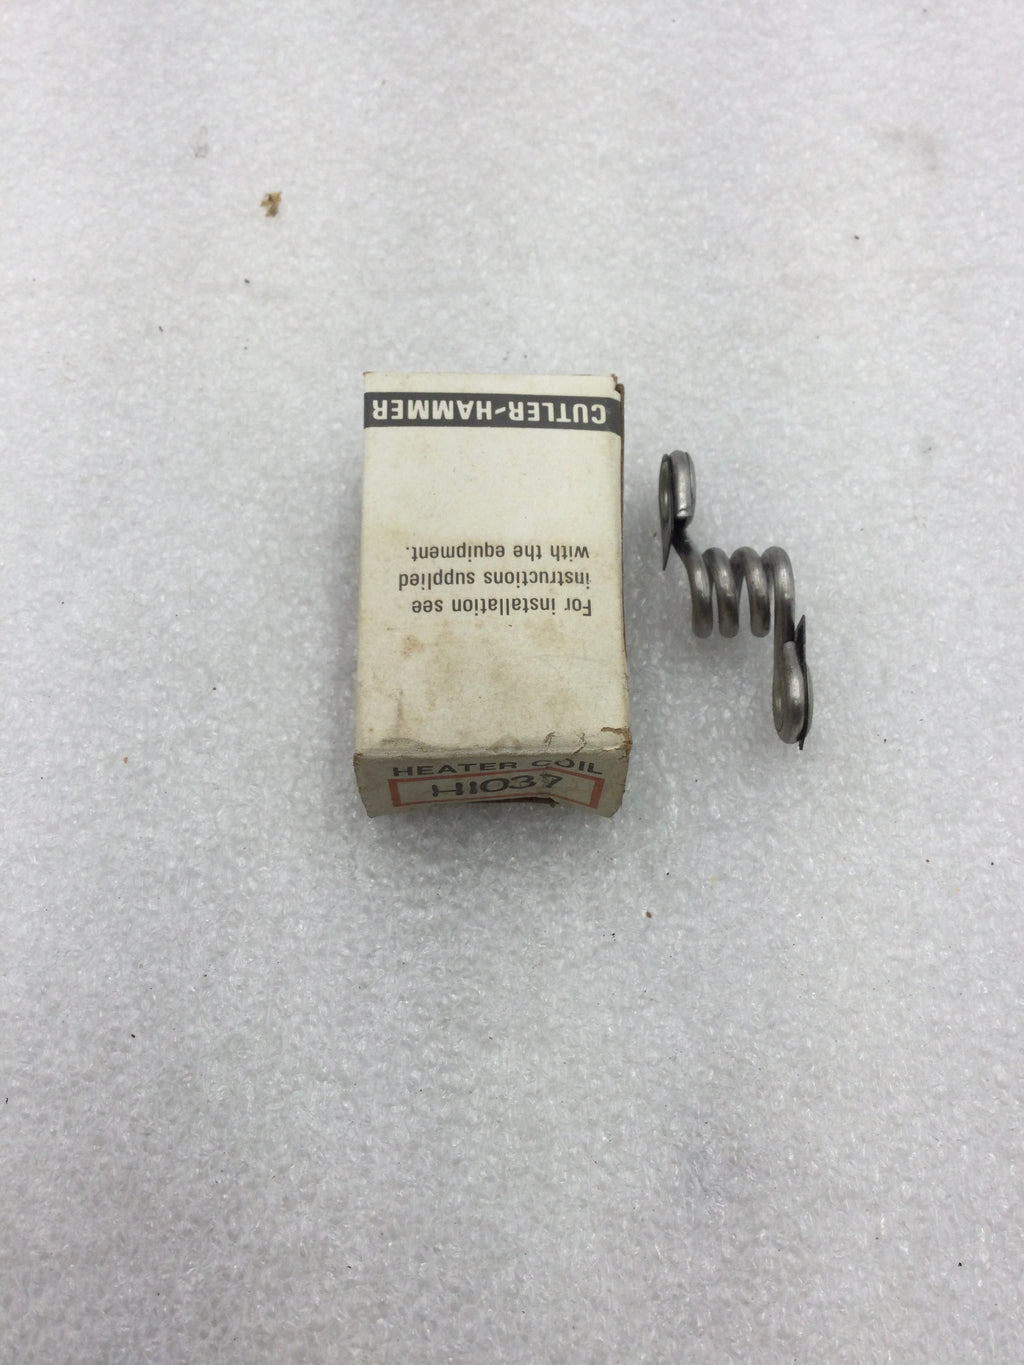 CUTLER-HAMMER
For installation see
instructions supplied
with the equipment.
HEATER COIL
H1037